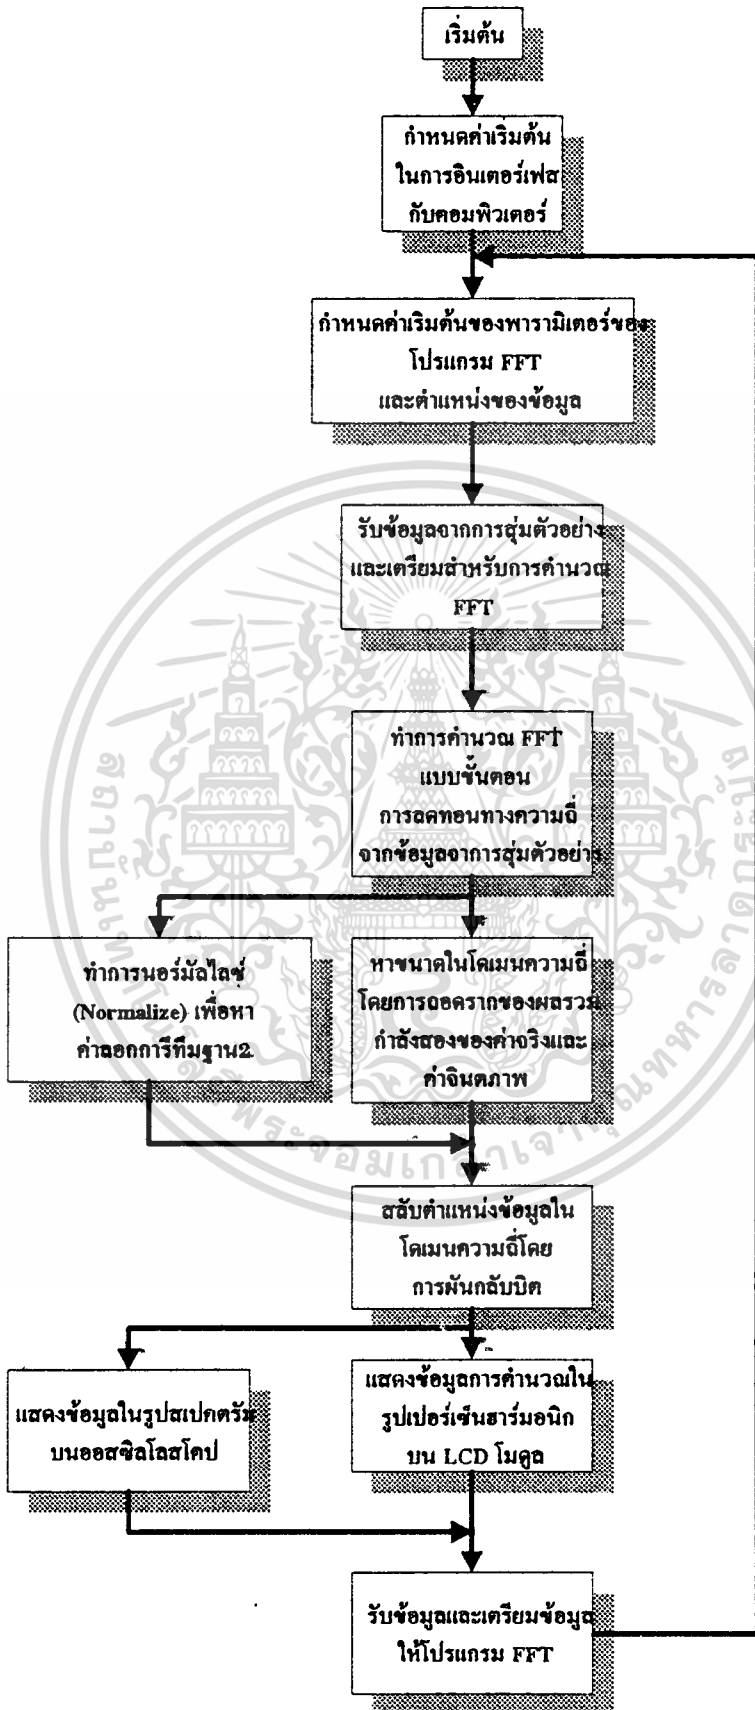 เริ่มต้น
กำหนดค่าเริ่มต้น
ในการอินเตอร์เฟส
กับคอมพิวเตอร์
กำหนดค่าเริ่มต้นของพารามิเตอร์ของ
โปรแกรม FFT
และตำแหน่งของข้อมูล
รับข้อมูลจากการสุ่มตัวอย่าง
และเตรียมสำหรับการคำนวณ
FFT
ทำการคำนวณ FFT
แบบขั้นตอน
การลดทอนทางความถี่
จากข้อมูลจาการสุ่มตัวอย่าง
ทำการนอร์มัลไลซ์
(Normalize) เพื่อหา
ค่าลอกการีทึมฐาน2
หาขนาดในโดเมนความถี่
โดยการถอดรากของผลรวม
กำลังสองของค่าจริงและ
ค่าจินตภาพ
สลับตำแหน่งข้อมูลใน
โดเมนความถี่โดย
การผันกลับบิต
แสดงข้อมูลในรูปสเปกตรัม
บนออสซิลโลสโคป
แสดงข้อมูลการคำนวณใน
รูปเปอร์เซ็นฮาร์มอนิก
บน LCD โมดูล
รับข้อมูลและเตรียมข้อมูล
ให้โปรแกรม FFT